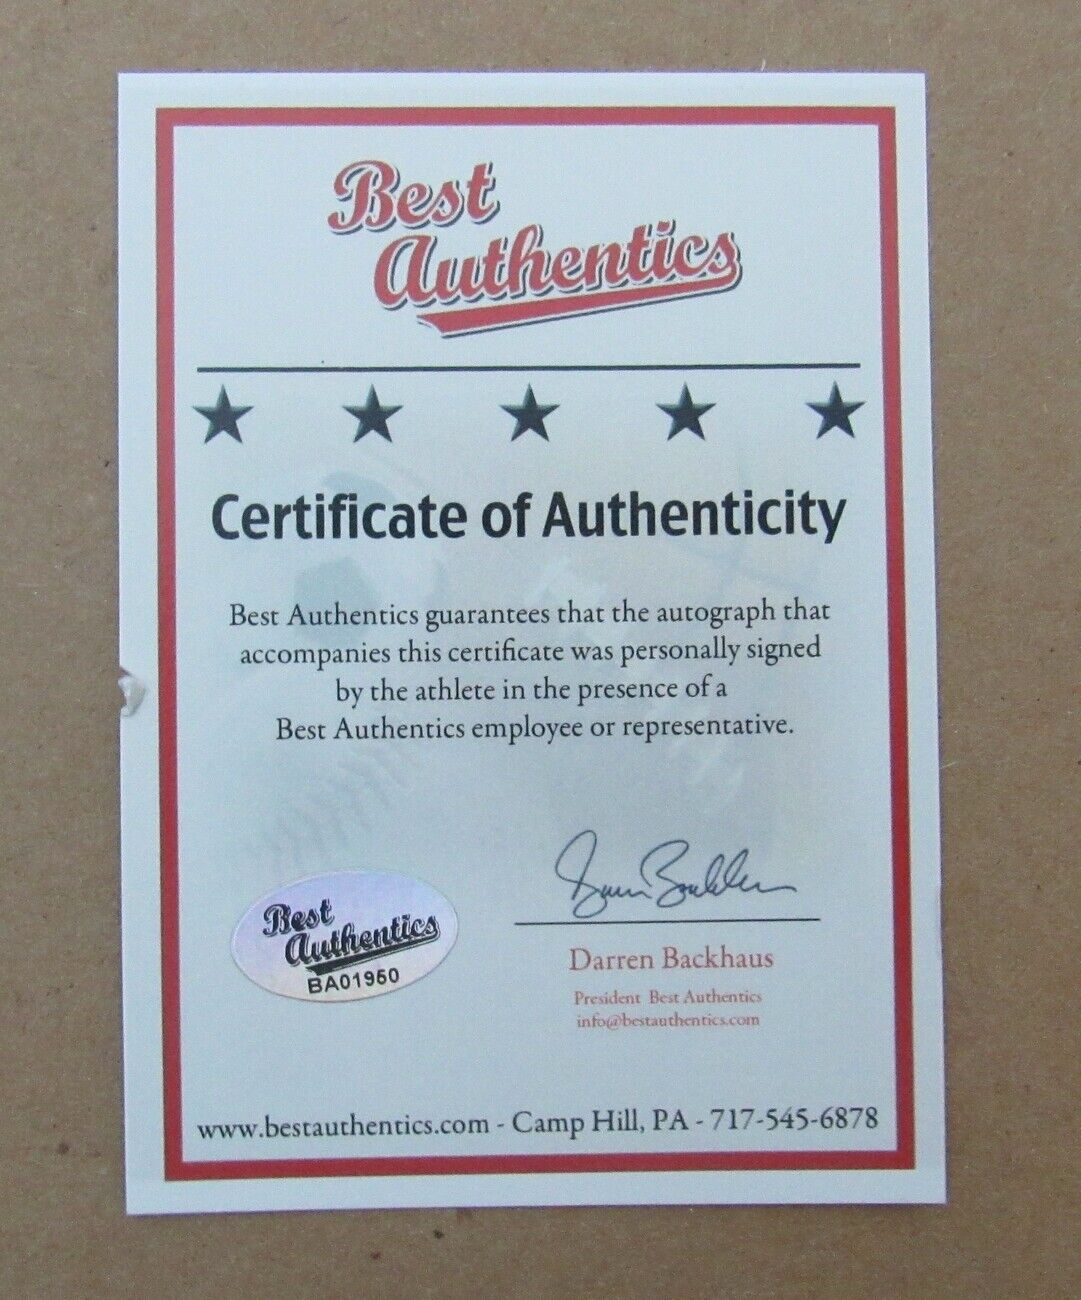 Best
Authentics
Certificate of Authenticity
Best Authentics guarantees that the autograph that
accompanies this certificate was personally signed
by the athlete in the presence of a
Best Authentics employee or representative.
Best
Authentics
BA01950
Darren Backhaus
President Best Authentics
info@bestauthentics.com
www.bestauthentics.com - Camp Hill, PA - 717-545-6878